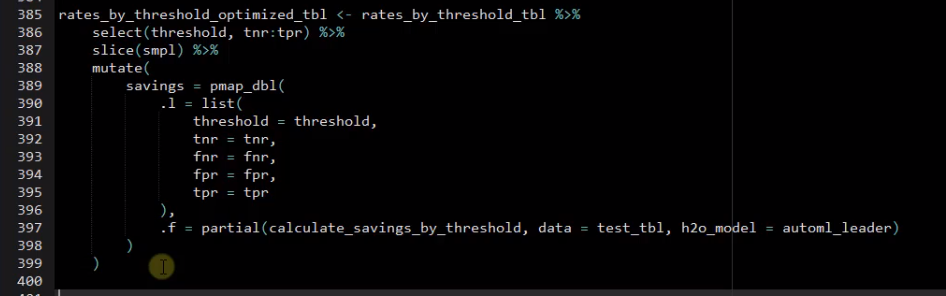 385 rates_by_threshold_optimized_tbl <- rates_by_threshold_tbl %>%
386     select(threshold, tnr:tpr) %>%
387     slice(smpl) %>%
388     mutate(
389         savings = pmap_dbl(
390             .l = list(
391                 threshold = threshold,
392                 tnr = tnr,
393                 fnr = fnr,
394                 fpr = fpr,
395                 tpr = tpr
396             ),
397             .f = partial(calculate_savings_by_threshold, data = test_tbl, h2o_model = automl_leader)
398         )
399     )
400